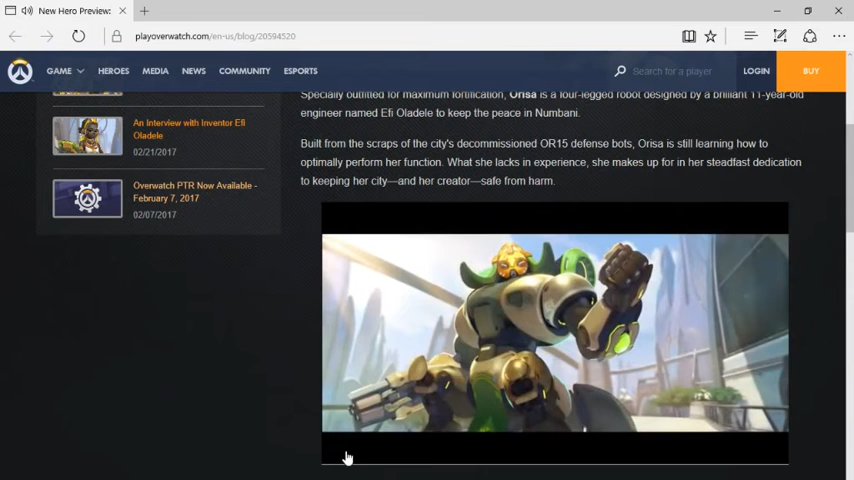 New Hero Preview:
playoverwatch.com/en-us/blog/20594520
GAME HEROES MEDIA NEWS COMMUNITY ESPORTS Search for a player LOGIN BUY
An Interview with Inventor Efi
Oladele
02/21/2017
Overwatch PTR Now Available -
February 7, 2017
02/07/2017
Specially outfitted for maximum fortification, Orisa is a four-legged robot designed by a brilliant 11-year-old
engineer named Efi Oladele to keep the peace in Numbani.
Built from the scraps of the city's decommissioned OR15 defense bots, Orisa is still learning how to
optimally perform her function. What she lacks in experience, she makes up for in her steadfast dedication
to keeping her city—and her creator—safe from harm.